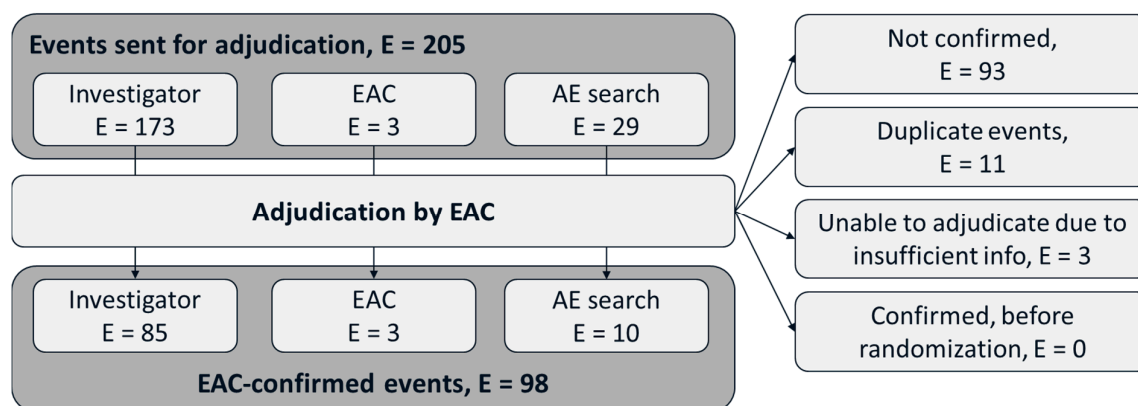 Events sent for adjudication, E = 205
Investigator
E = 173
EAC
E = 3
AE search
E = 29
Adjudication by EAC
Investigator
E = 85
EAC
E = 3
AE search
E = 10
EAC-confirmed events, E = 98
Not confirmed,
E = 93
Duplicate events,
E = 11
Unable to adjudicate due to
insufficient info, E = 3
Confirmed, before
randomization, E = 0